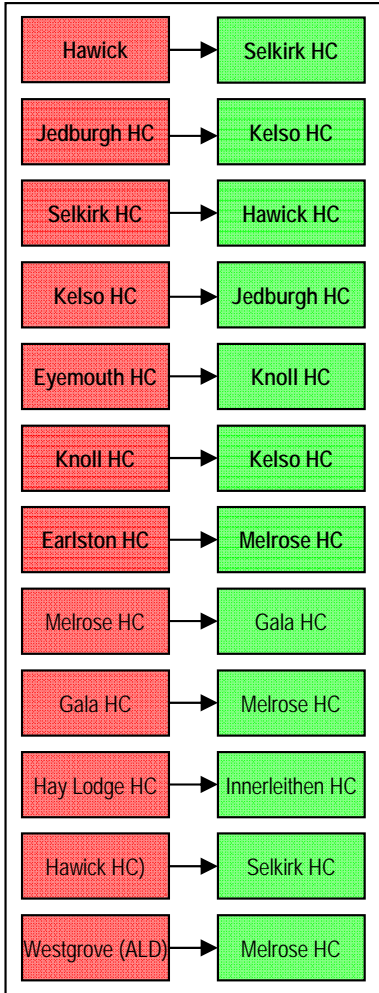 Hawick
Selkirk HC
Jedburgh HC
Kelso HC
Selkirk HC
Hawick HC
Kelso HC
Jedburgh HC
Eyemouth HC
Knoll HC
Knoll HC
Kelso HC
Earlston HC
Melrose HC
Melrose HC
Gala HC
Gala HC
Melrose HC
Hay Lodge HC
Innerleithen HC
Hawick HC)
Selkirk HC
Westgrove (ALD)
Melrose HC